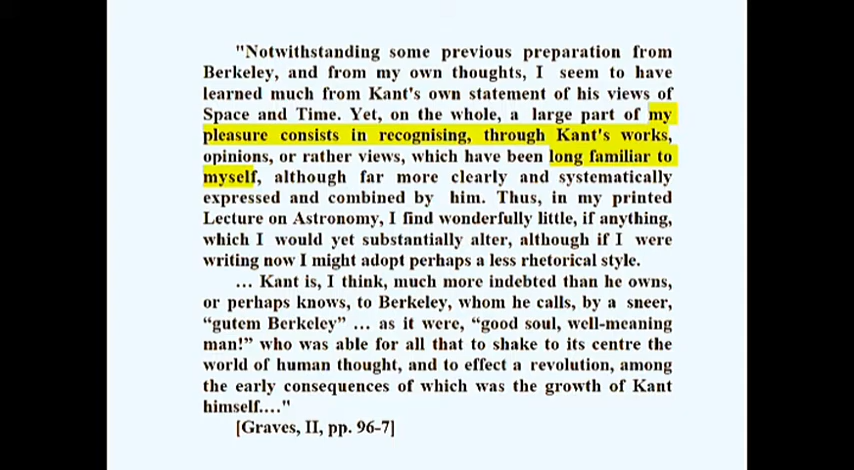 "Notwithstanding some previous preparation from
Berkeley, and from my own thoughts, I seem to have
learned much from Kant's own statement of his views of
Space and Time. Yet, on the whole, a large part of my
pleasure consists in recognising, through Kant's works,
opinions, or rather views, which have been long familiar to
myself, although far more clearly and systematically
expressed and combined by him. Thus, in my printed
Lecture on Astronomy, I find wonderfully little, if anything,
which I would yet substantially alter, although if I were
writing now I might adopt perhaps a less rhetorical style.
... Kant is, I think, much more indebted than he owns,
or perhaps knows, to Berkeley, whom he calls, by a sneer,
“gutem Berkeley” ... as it were, “good soul, well-meaning
man!” who was able for all that to shake to its centre the
world of human thought, and to effect a revolution, among
the early consequences of which was the growth of Kant
himself...."
[Graves, II, pp. 96-7]